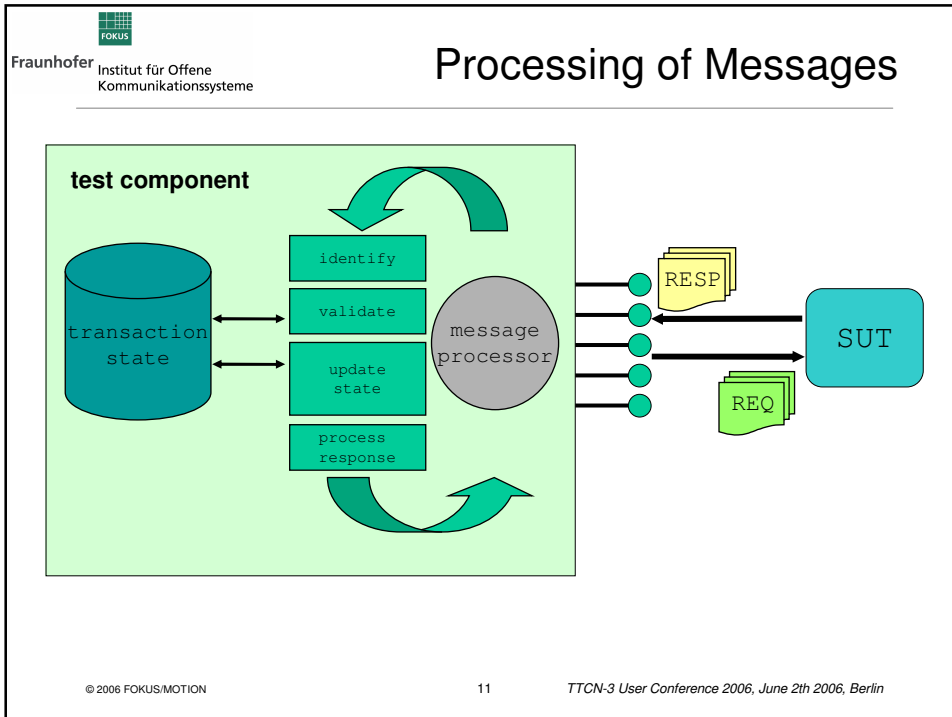 FOKUS
Fraunhofer Institut für Offene
Kommunikationssysteme
Processing of Messages
test component
transaction
state
identify
validate
update
state
process
response
message
processor
RESP
REQ
SUT
© 2006 FOKUS/MOTION
11
TTCN-3 User Conference 2006, June 2th 2006, Berlin